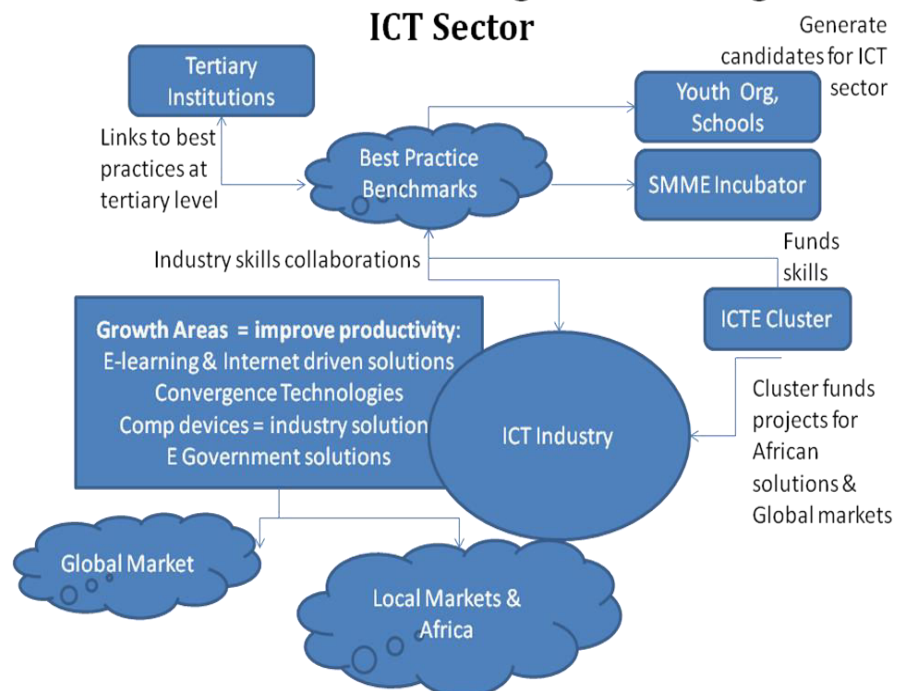 ICT Sector
Generate
candidates for ICT
sector
Tertiary
Institutions
Youth Org,
Schools
Links to best
practices at
tertiary level
Best Practice
Benchmarks
SMME Incubator
Industry skills collaborations
Funds
skills
ICTE Cluster
Growth Areas = improve productivity:
E-learning & Internet driven solutions
Convergence Technologies
Comp devices = industry solution
E Government solutions
ICT Industry
Cluster funds
projects for
African
solutions &
Global markets
Global Market
Local Markets &
Africa